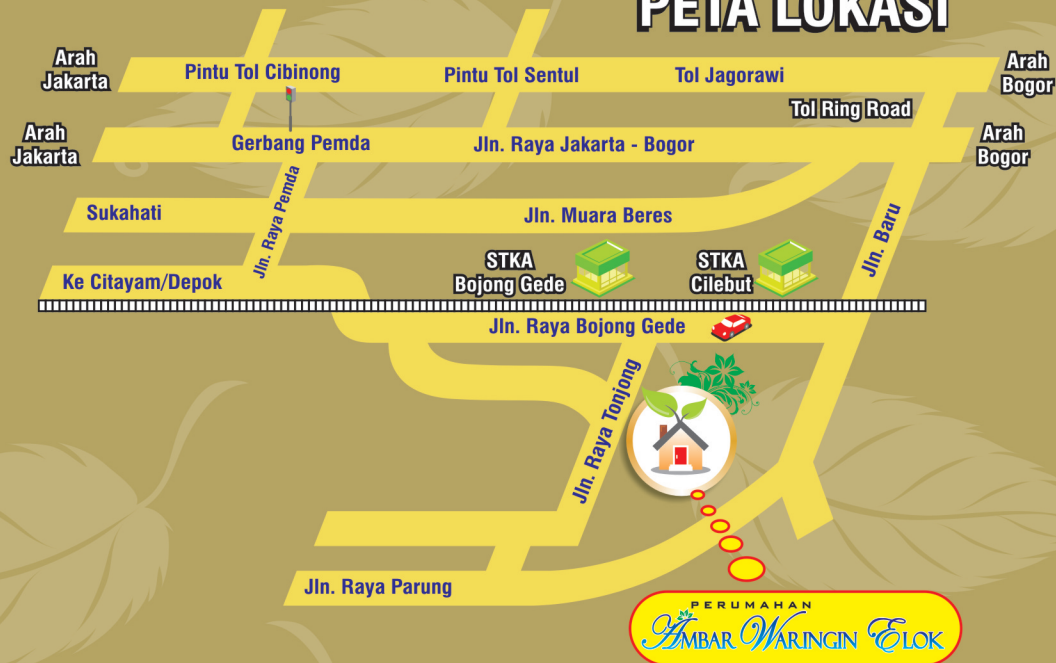 PETA LOKASI
Arah
Jakarta
Pintu Tol Cibinong
Pintu Tol Sentul
Tol Jagorawi
Arah
Bogor
Tol Ring Road
Arah
Jakarta
Gerbang Pemda
Jln. Raya Jakarta - Bogor
Arah
Bogor
Jln. Raya Pemda
Sukahati
Jln. Muara Beres
Jln. Baru
Ke Citayam/Depok
STKA
Bojong Gede
STKA
Cilebut
Jln. Raya Bojong Gede
Jln. Raya Tonjong
Jln. Raya Parung
PERUMAHAN
AMBAR WARINGIN ELOK